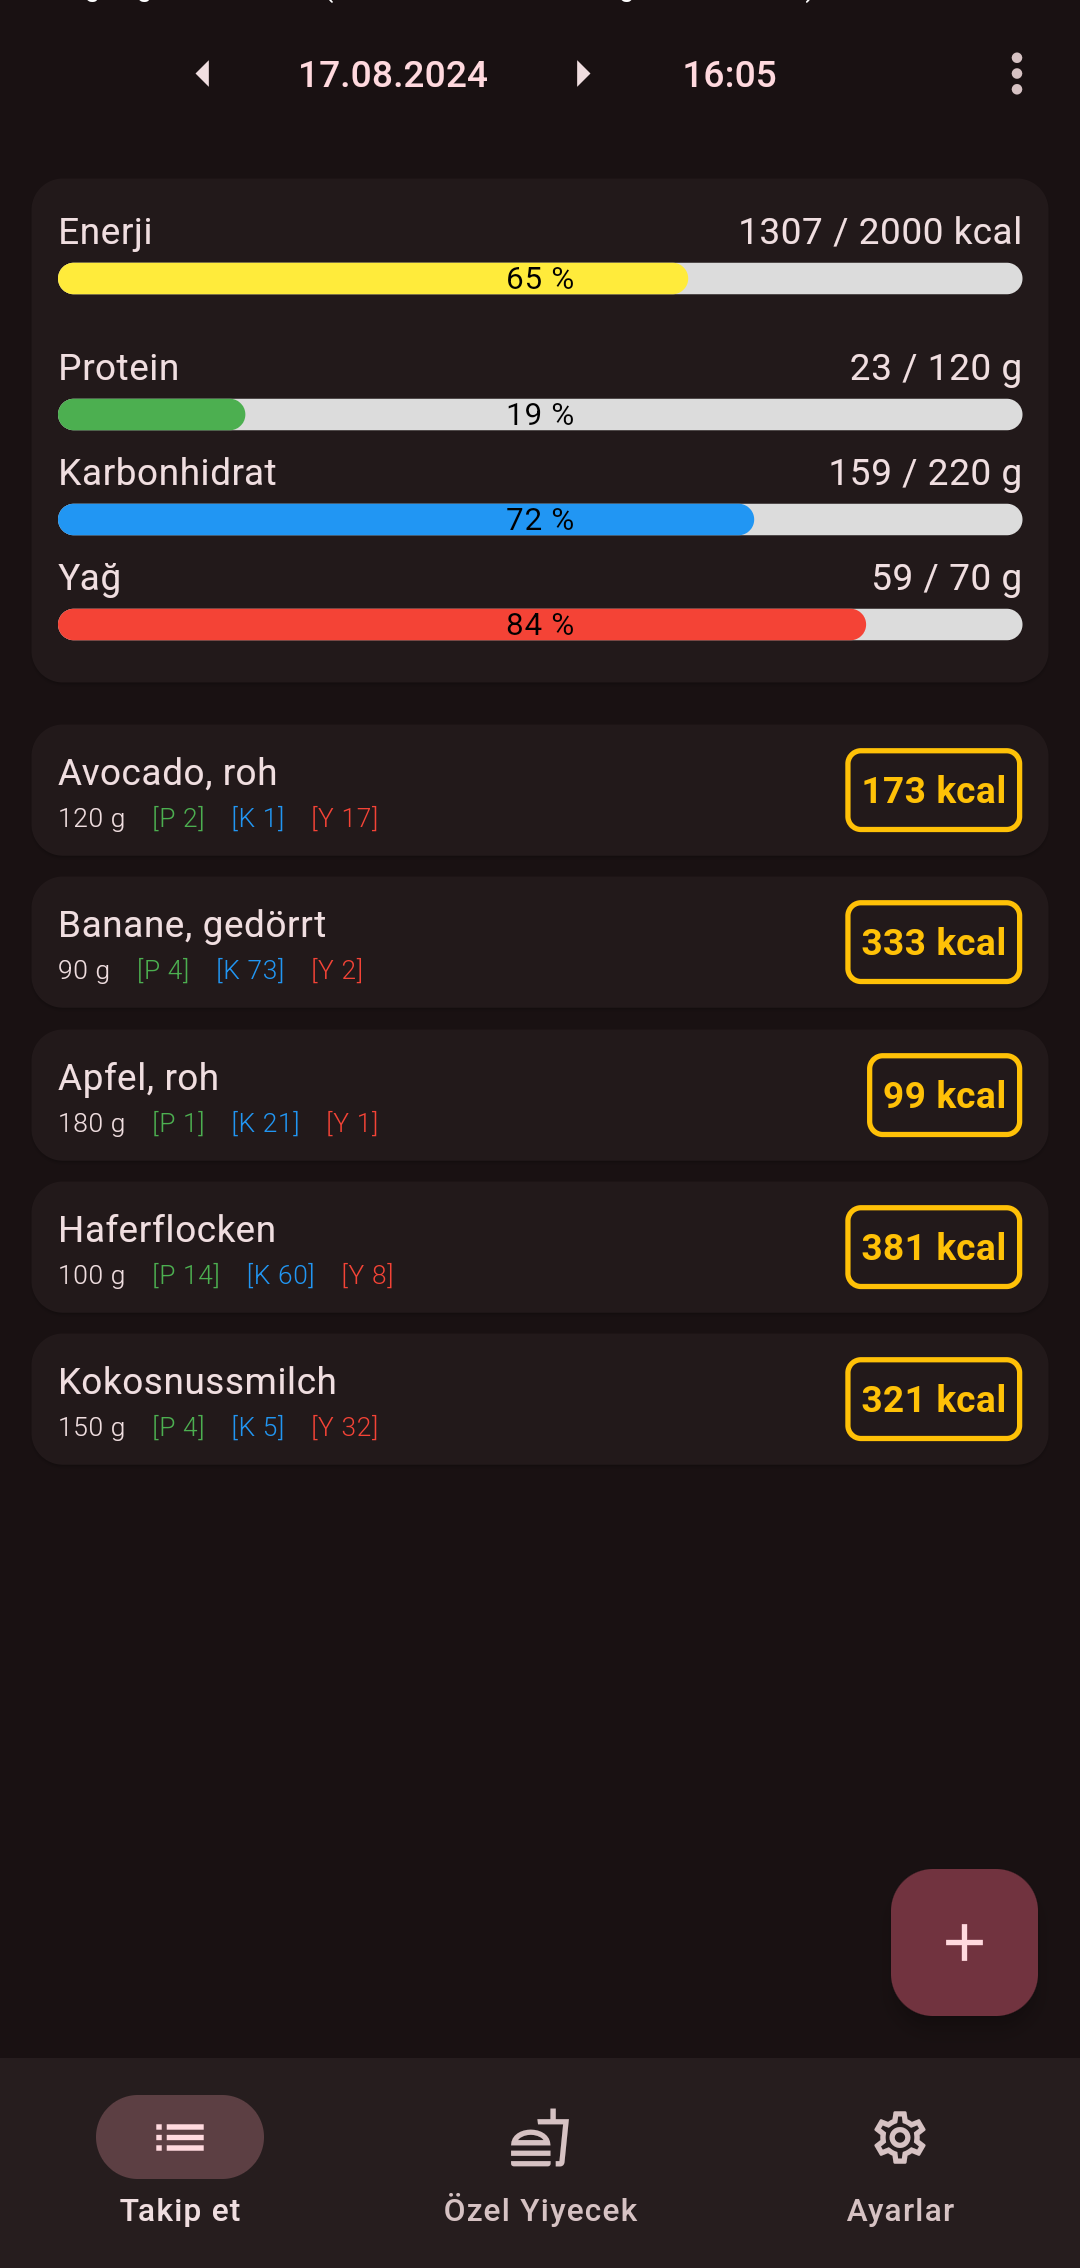 17.08.2024 16:05
Enerji 1307 / 2000 kcal
65 %
Protein 23 / 120 g
19 %
Karbonhidrat 159 / 220 g
72 %
Yağ 59 / 70 g
84 %
Avocado, roh 173 kcal
120 g [P 2] [K 1] [Y 17]
Banane, gedörrt 333 kcal
90 g [P 4] [K 73] [Y 2]
Apfel, roh 99 kcal
180 g [P 1] [K 21] [Y 1]
Haferflocken 381 kcal
100 g [P 14] [K 60] [Y 8]
Kokosnussmilch 321 kcal
150 g [P 4] [K 5] [Y 32]
Takip et Özel Yiyecek Ayarlar